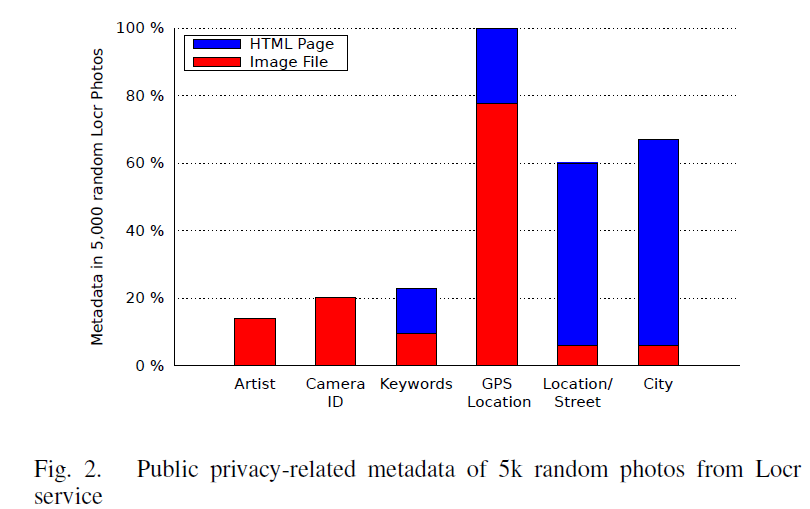 100 %
HTML Page
Image File
80 %
60 %
40 %
20 %
0 %
Metadata in 5,000 random Locr Photos
Artist
Camera
ID
Keywords
GPS
Location
Location/
Street
City
Fig. 2. Public privacy-related metadata of 5k random photos from Locr
service